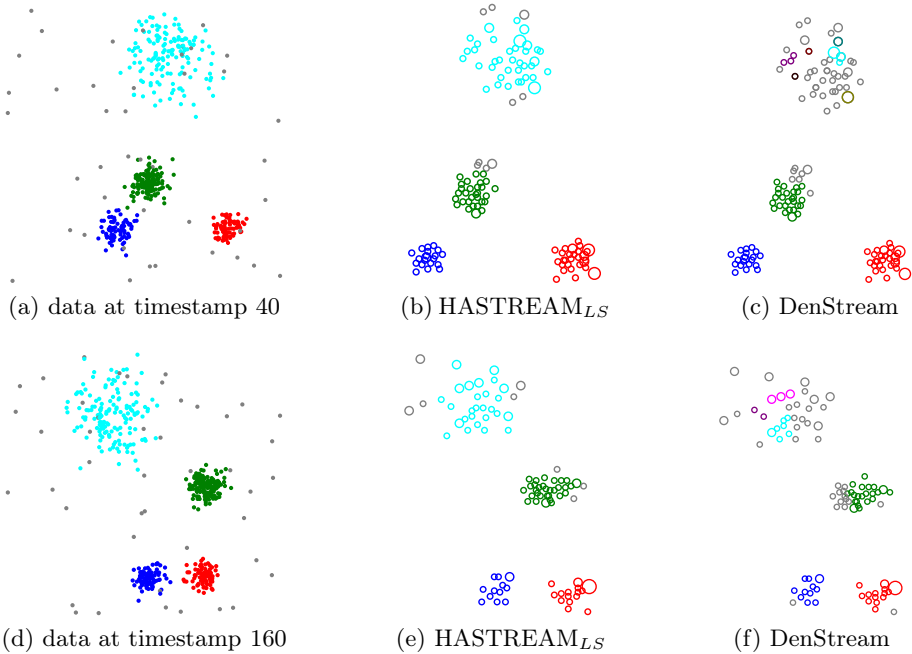 (a) data at timestamp 40
(b) HASTREAM_LS
(c) DenStream
(d) data at timestamp 160
(e) HASTREAM_LS
(f) DenStream